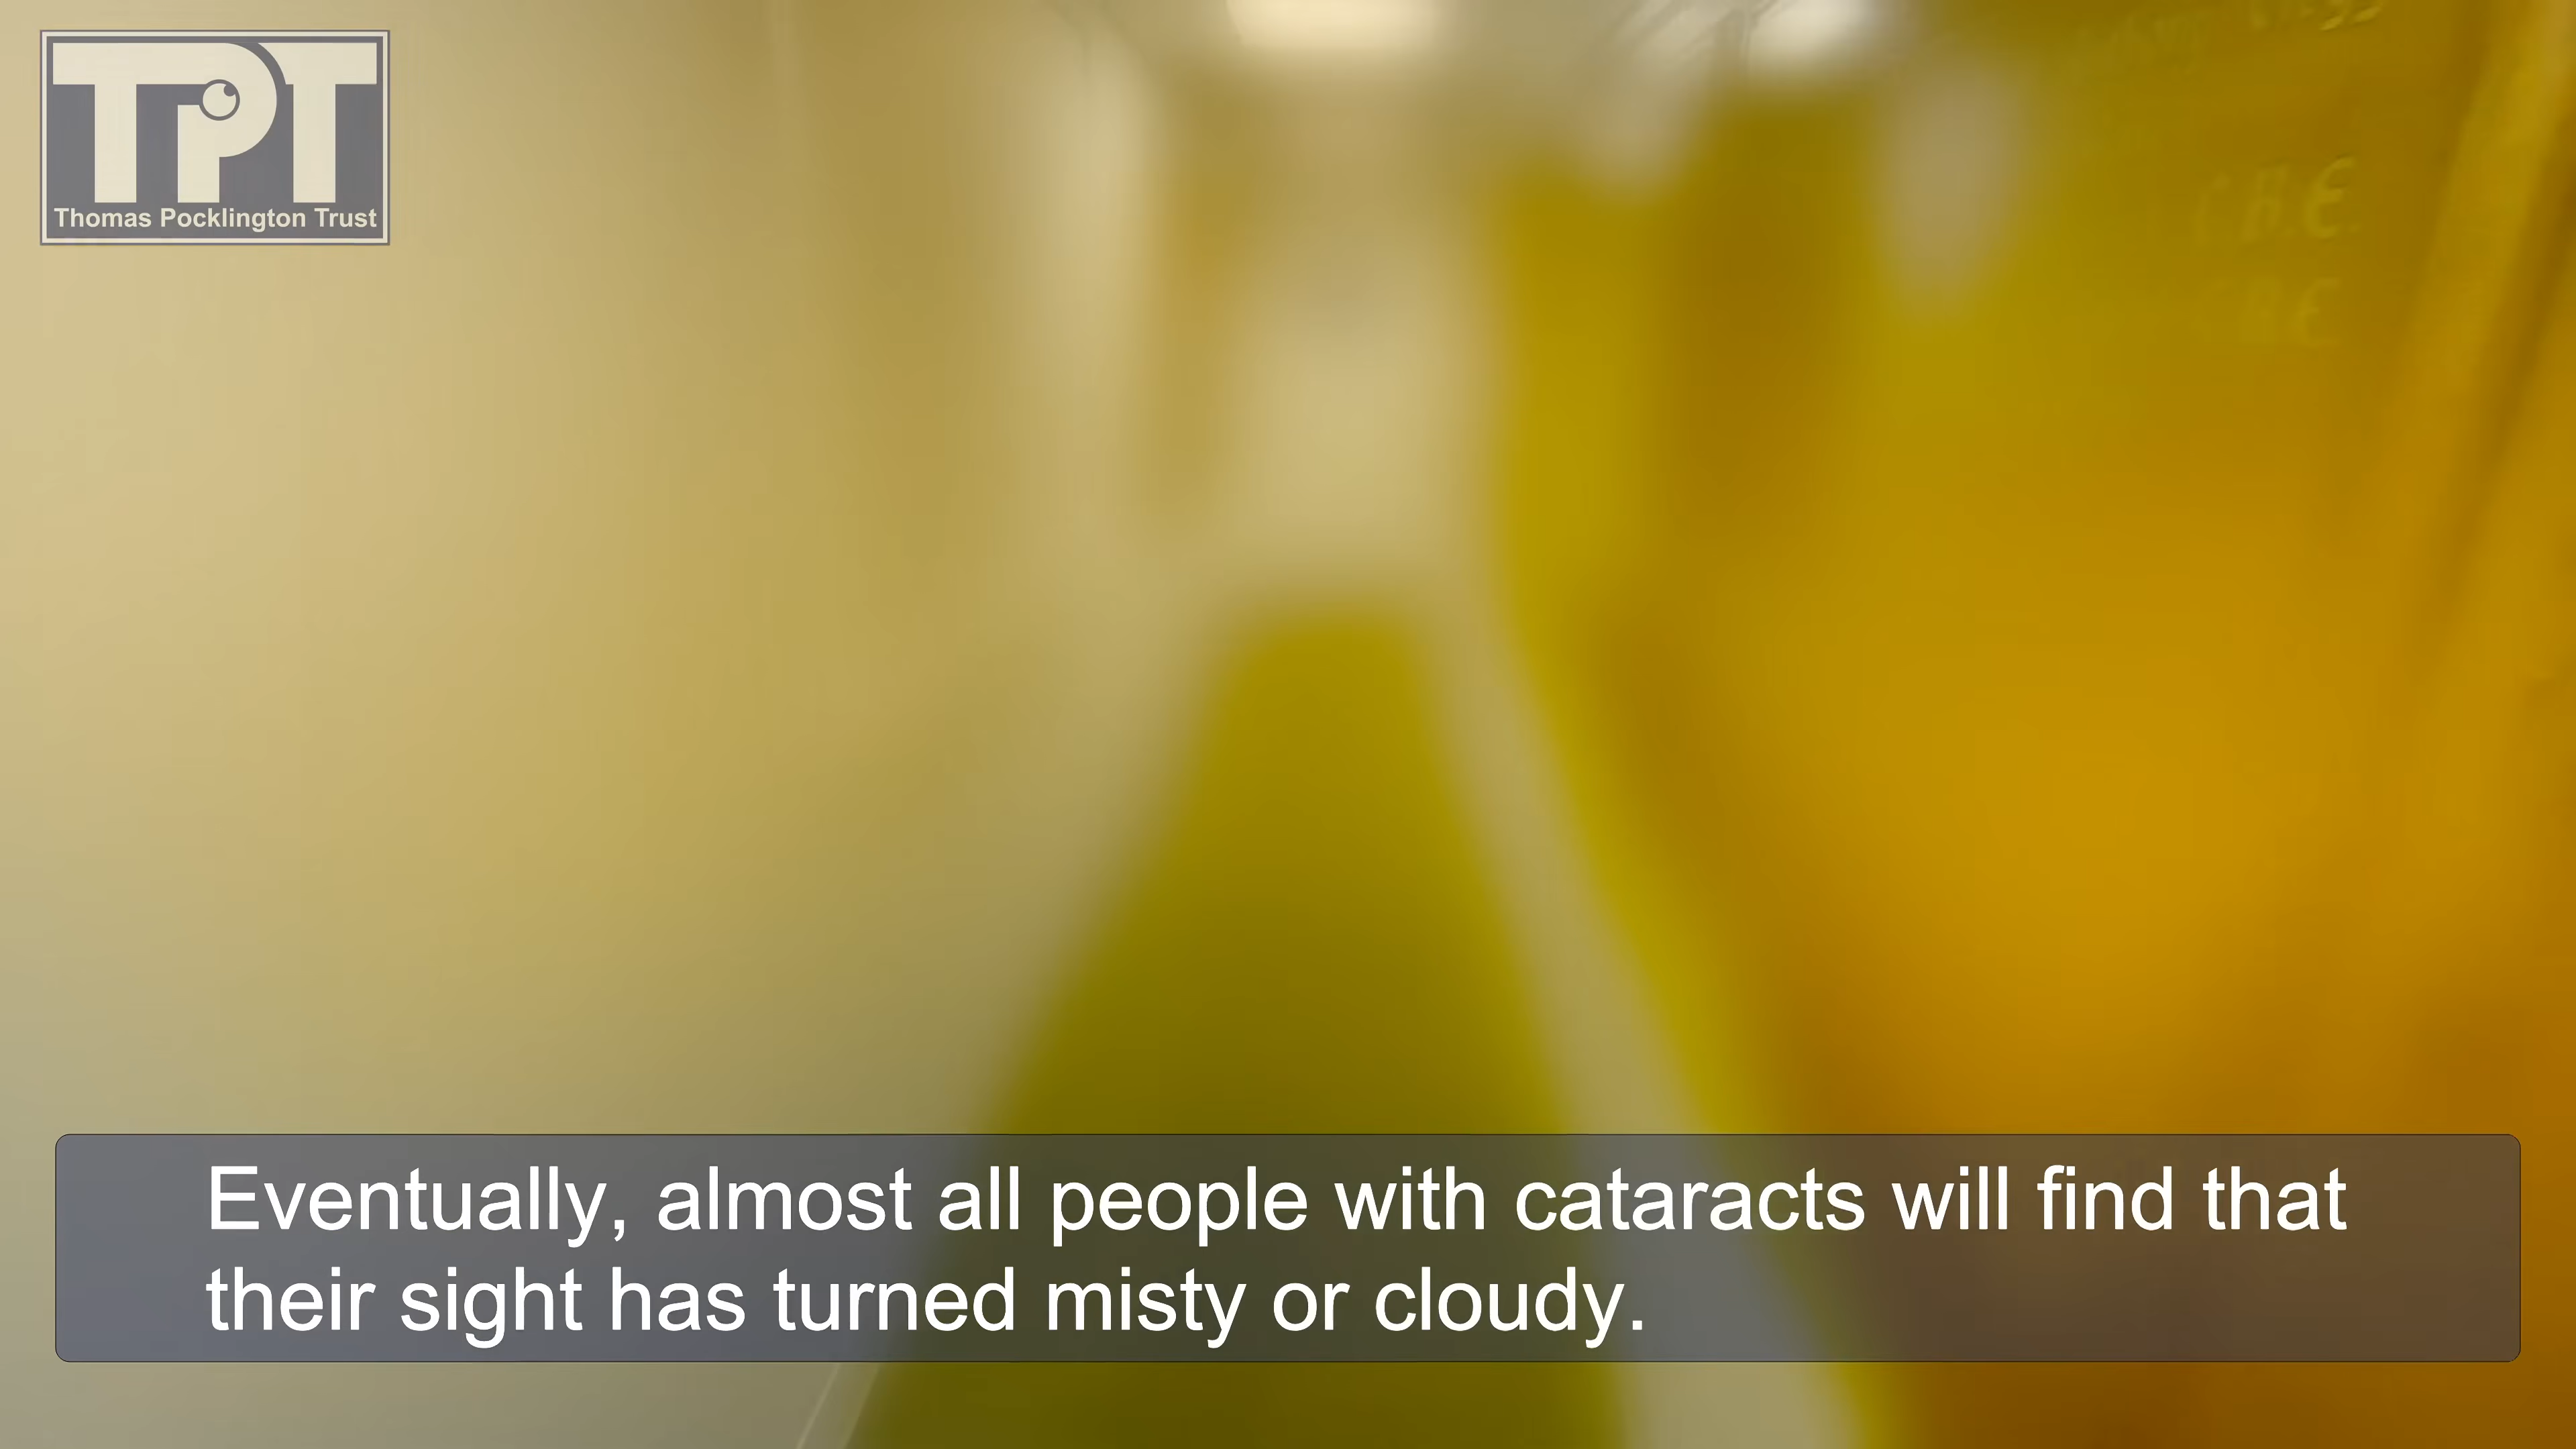 TPT
Thomas Pocklington Trust
Eventually, almost all people with cataracts will find that
their sight has turned misty or cloudy.